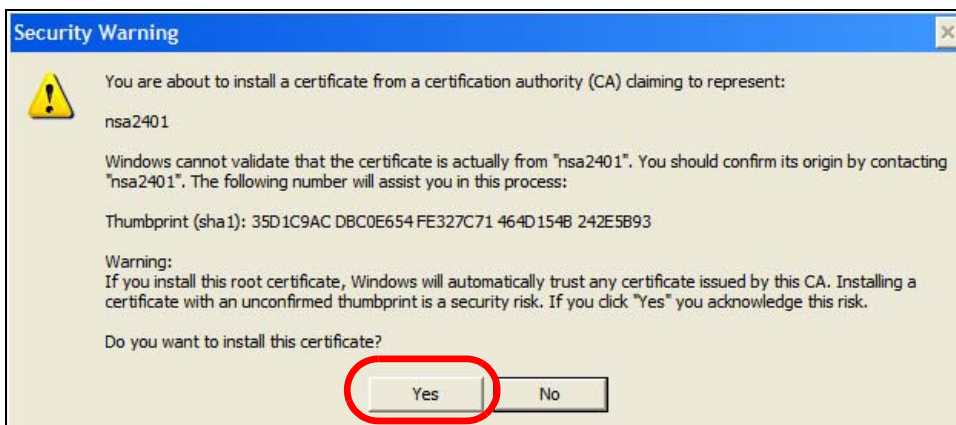 Security Warning
You are about to install a certificate from a certification authority (CA) claiming to represent:
nsa2401
Windows cannot validate that the certificate is actually from "nsa2401". You should confirm its origin by contacting
"nsa2401". The following number will assist you in this process:
Thumbprint (sha1): 35D1C9AC DBC0E654 FE327C71 464D154B 242E5B93
Warning:
If you install this root certificate, Windows will automatically trust any certificate issued by this CA. Installing a
certificate with an unconfirmed thumbprint is a security risk. If you click "Yes" you acknowledge this risk.
Do you want to install this certificate?
Yes
No